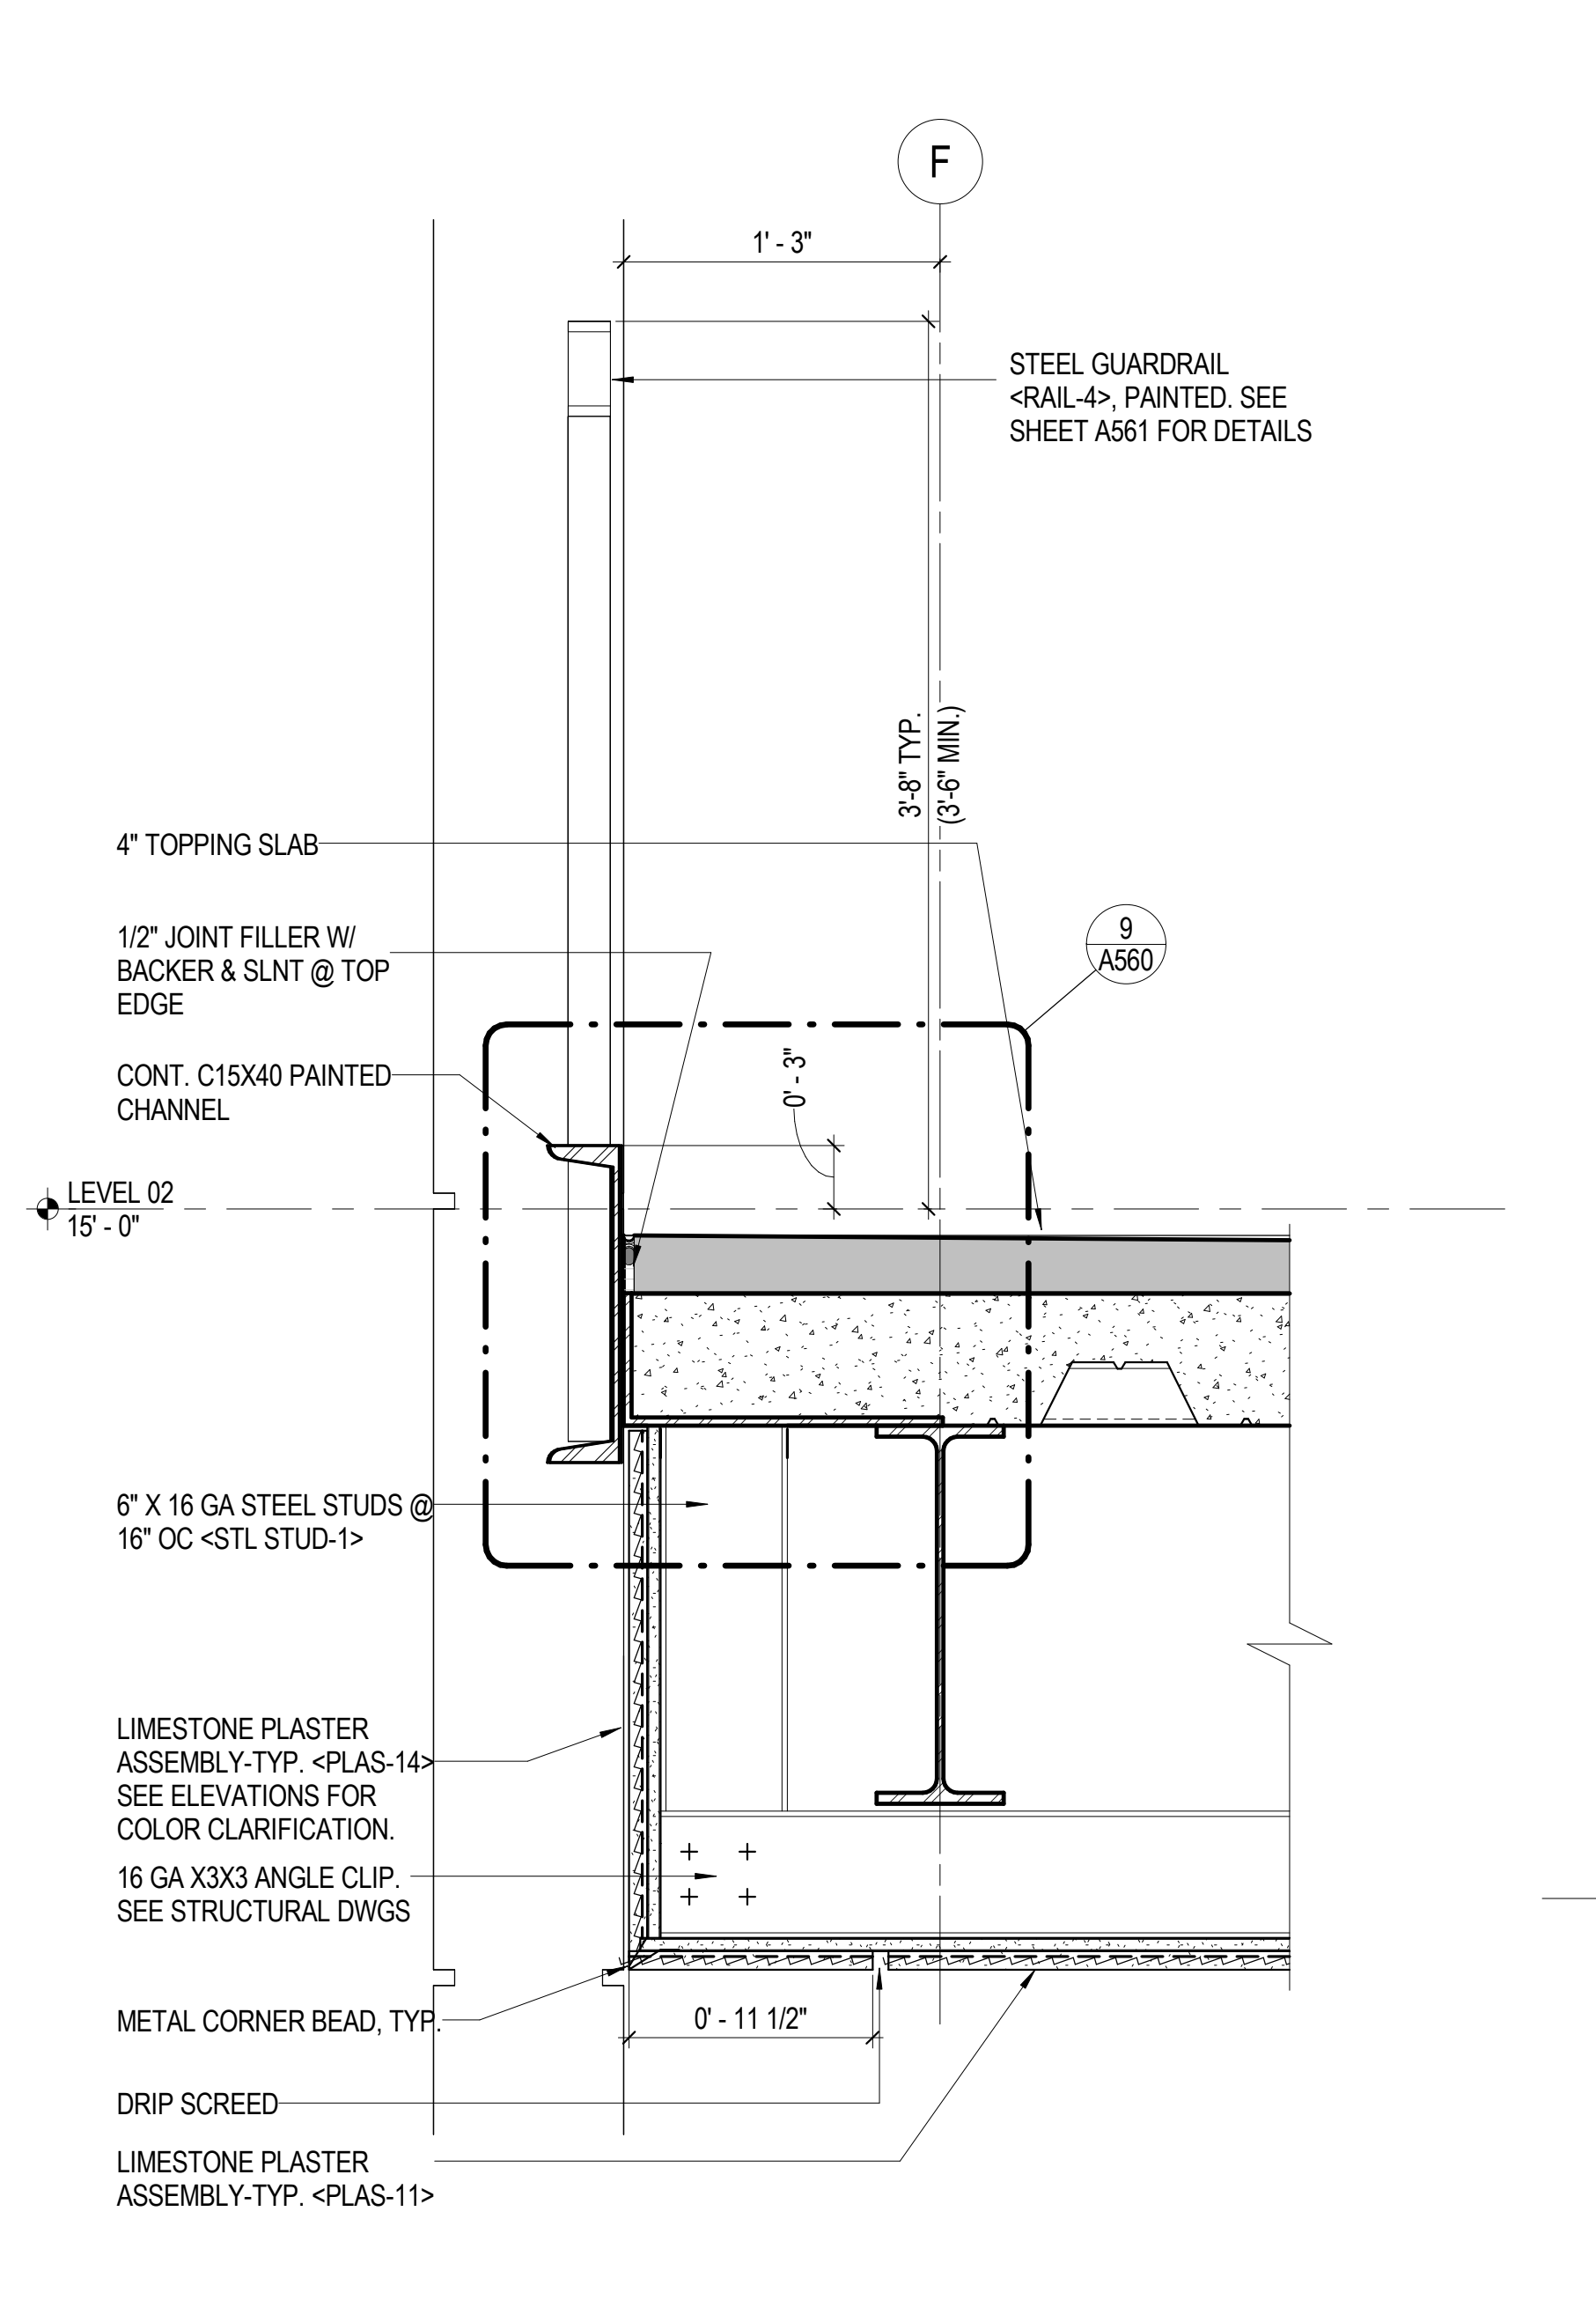 F
1' - 3"
STEEL GUARDRAIL
<RAIL-4>, PAINTED. SEE
SHEET A561 FOR DETAILS
3'-8" TYP.
(3'-6" MIN.)
4" TOPPING SLAB
9
A560
1/2" JOINT FILLER W/
BACKER & SLNT @ TOP
EDGE
0' - 3"
CONT. C15X40 PAINTED
CHANNEL
LEVEL 02
15' - 0"
6" X 16 GA STEEL STUDS @
16" OC <STL STUD-1>
LIMESTONE PLASTER
ASSEMBLY-TYP. <PLAS-14>
SEE ELEVATIONS FOR
COLOR CLARIFICATION.
16 GA X3X3 ANGLE CLIP.
SEE STRUCTURAL DWGS
METAL CORNER BEAD, TYP.
0' - 11 1/2"
DRIP SCREED
LIMESTONE PLASTER
ASSEMBLY-TYP. <PLAS-11>